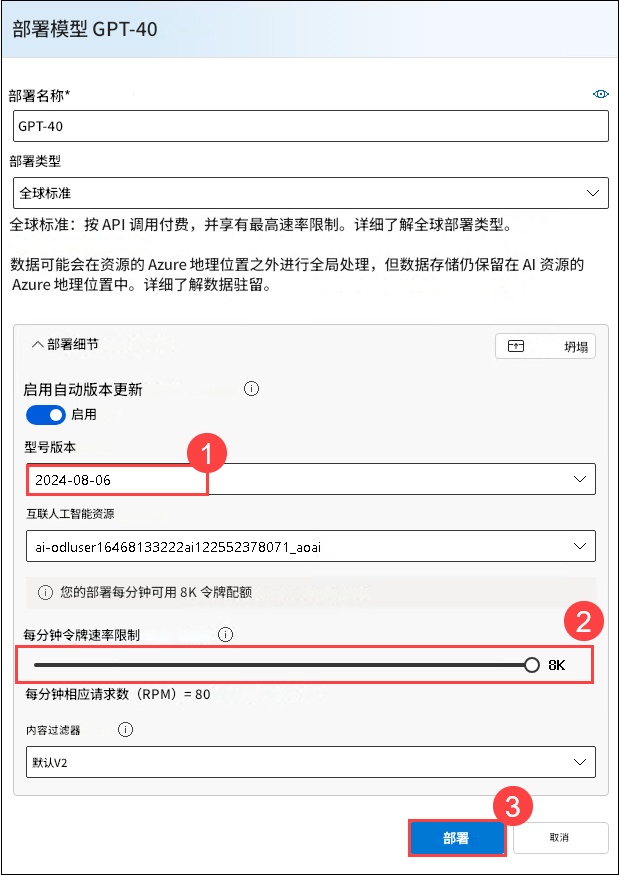 部署模型 GPT-40
部署名称*
GPT-40
部署类型
全球标准
全球标准：按 API 调用付费，并享有最高速率限制。详细了解全球部署类型。
数据可能会在资源的 Azure 地理位置之外进行全局处理，但数据存储仍保留在 AI 资源的
Azure 地理位置中。详细了解数据驻留。
部署细节
坍塌
启用自动版本更新
启用
型号版本
1
2024-08-06
互联人工智能资源
ai-odluser16468133222ai122552378071_aoai
您的部署每分钟可用 8K 令牌配额
2
每分钟令牌速率限制
8K
每分钟相应请求数（RPM）= 80
内容过滤器
默认V2
3
部署
取消